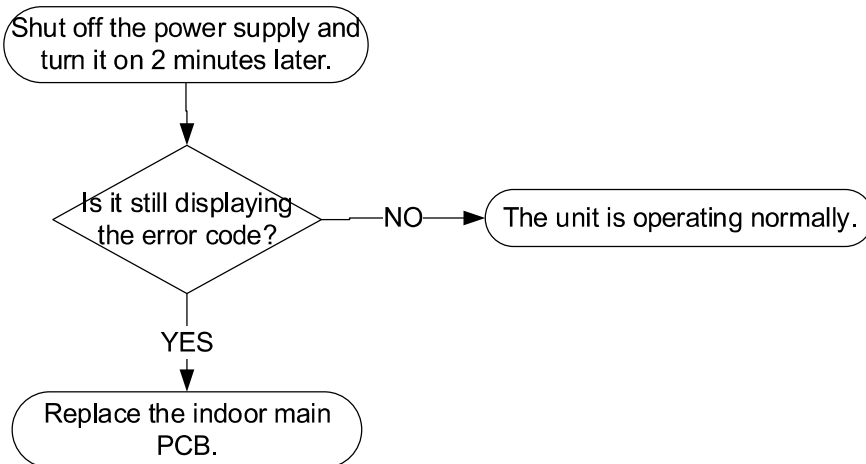 Shut off the power supply and
turn it on 2 minutes later.
Is it still displaying
the error code?
NO
The unit is operating normally.
YES
Replace the indoor main
PCB.